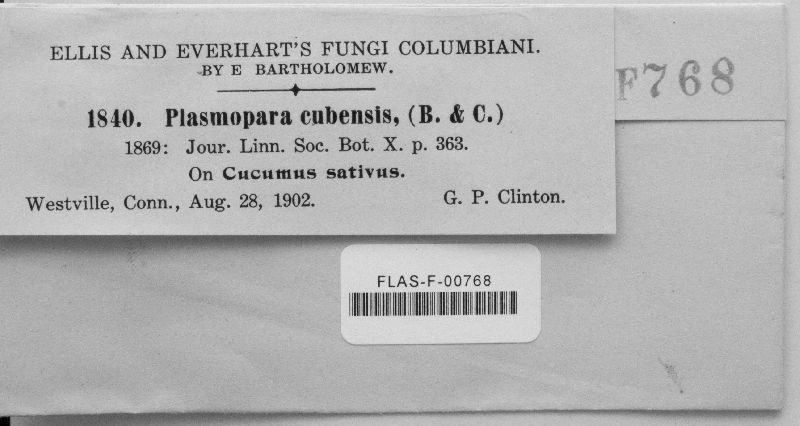 ELLIS AND EVERHART'S FUNGI COLUMBIANI.
BY E BARTHOLOMEW.
1840. Plasmopara cubensis, (B. & C.)
1869: Jour. Linn. Soc. Bot. X. p. 363.
On Cucumus sativus.
Westville, Conn., Aug. 28, 1902. G. P. Clinton.
F768
FLAS-F-00768